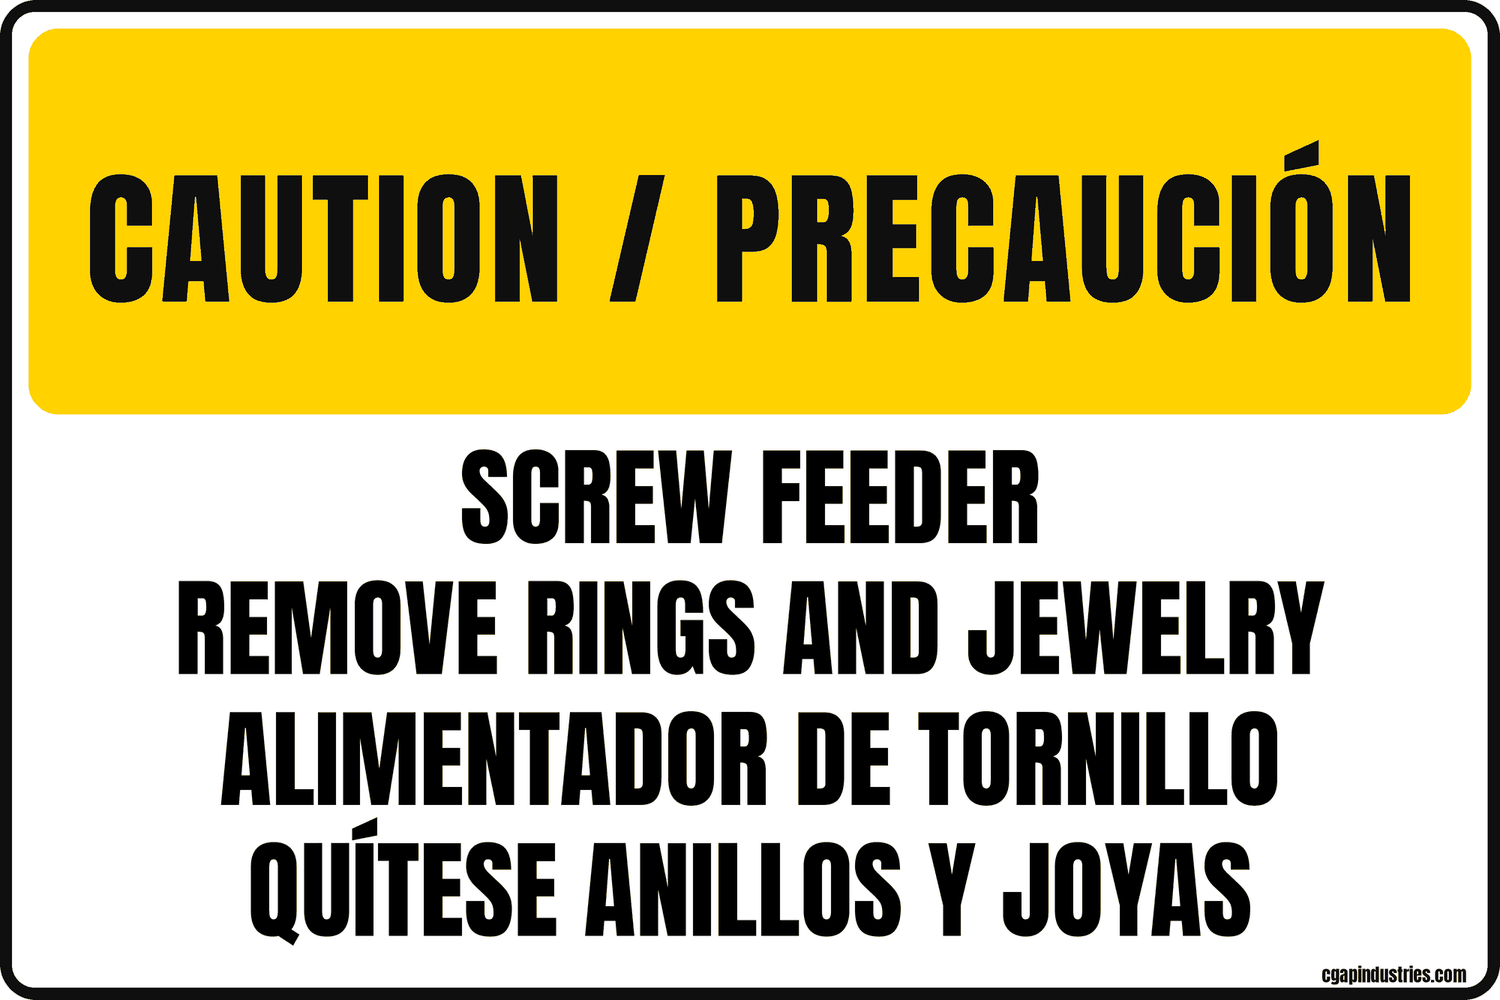 CAUTION / PRECAUCIÓN
SCREW FEEDER
REMOVE RINGS AND JEWELRY
ALIMENTADOR DE TORNILLO
QUÍTESE ANILLOS Y JOYAS
cgapindustries.com